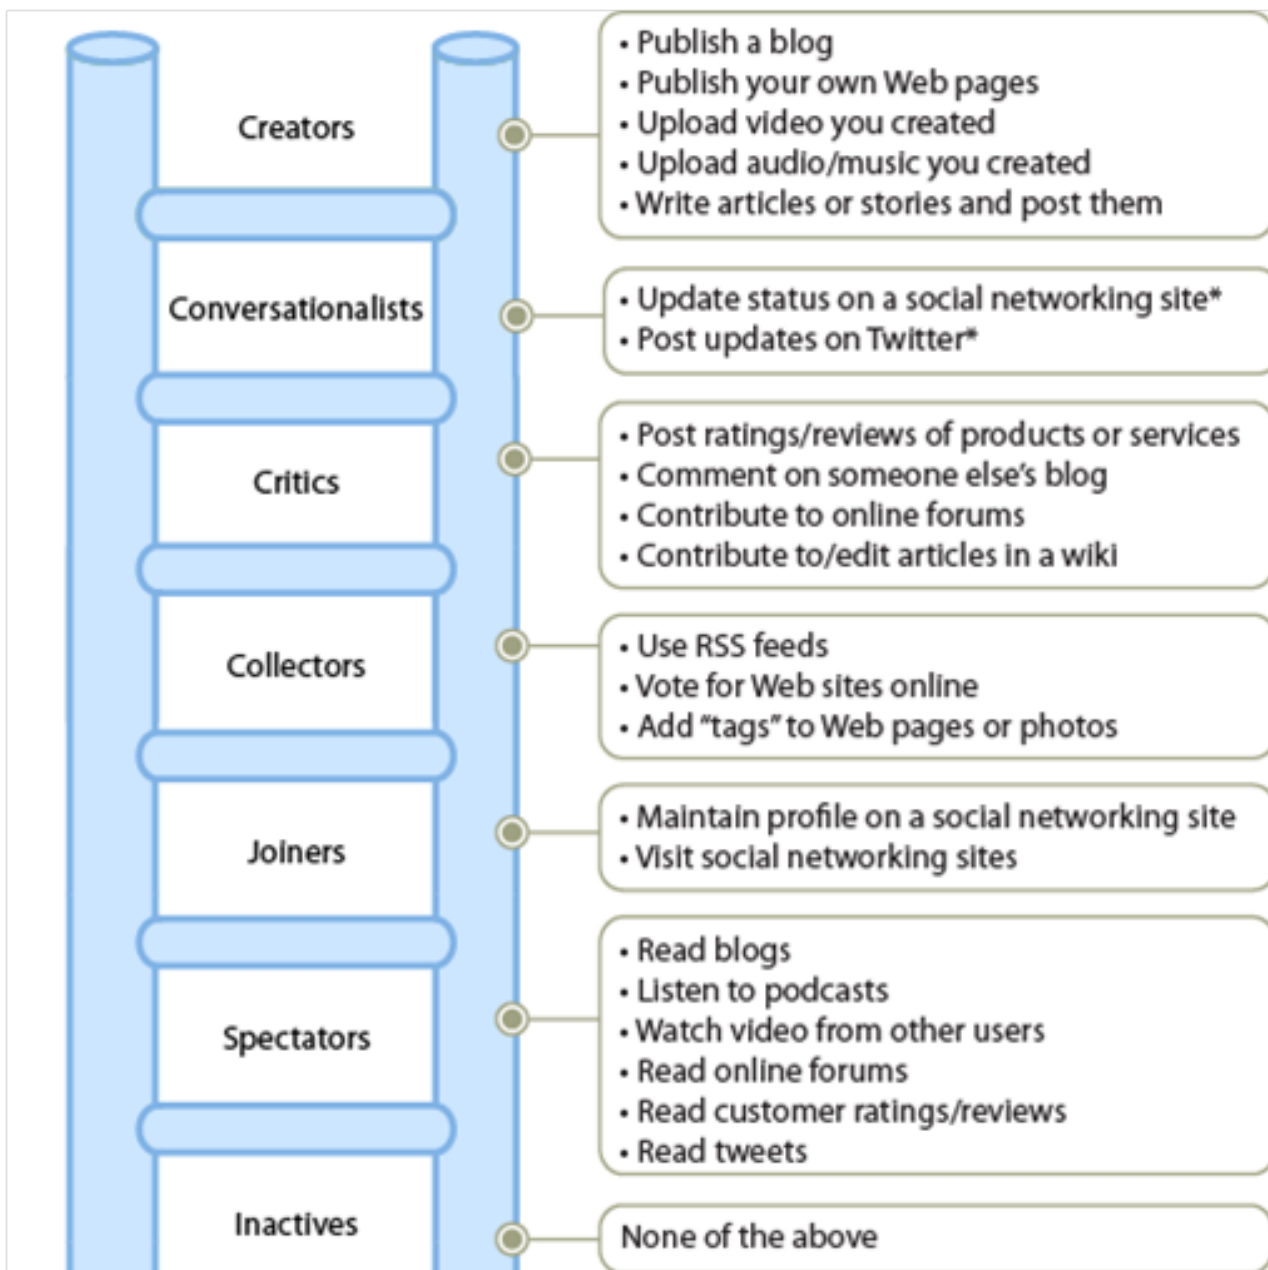 Creators
• Publish a blog
• Publish your own Web pages
• Upload video you created
• Upload audio/music you created
• Write articles or stories and post them
Conversationalists
• Update status on a social networking site*
• Post updates on Twitter*
Critics
• Post ratings/reviews of products or services
• Comment on someone else’s blog
• Contribute to online forums
• Contribute to/edit articles in a wiki
Collectors
• Use RSS feeds
• Vote for Web sites online
• Add “tags” to Web pages or photos
Joiners
• Maintain profile on a social networking site
• Visit social networking sites
Spectators
• Read blogs
• Listen to podcasts
• Watch video from other users
• Read online forums
• Read customer ratings/reviews
• Read tweets
Inactives
None of the above